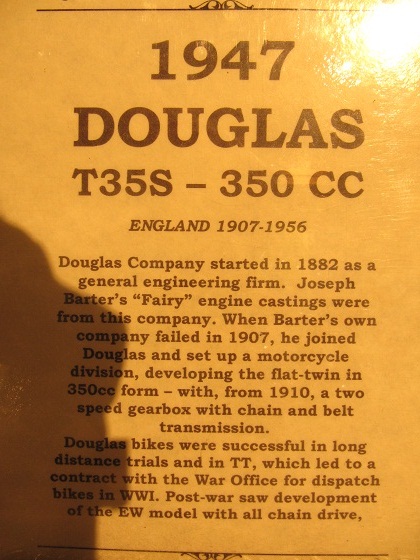 1947
DOUGLAS
T35S – 350 CC
ENGLAND 1907-1956
Douglas Company started in 1882 as a
general engineering firm. Joseph
Barter's “Fairy” engine castings were
from this company. When Barter's own
company failed in 1907, he joined
Douglas and set up a motorcycle
division, developing the flat-twin in
350cc form – with, from 1910, a two
speed gearbox with chain and belt
transmission.
Douglas bikes were successful in long
distance trials and in TT, which led to a
contract with the War Office for dispatch
bikes in WWI. Post-war saw development
of the EW model with all chain drive,